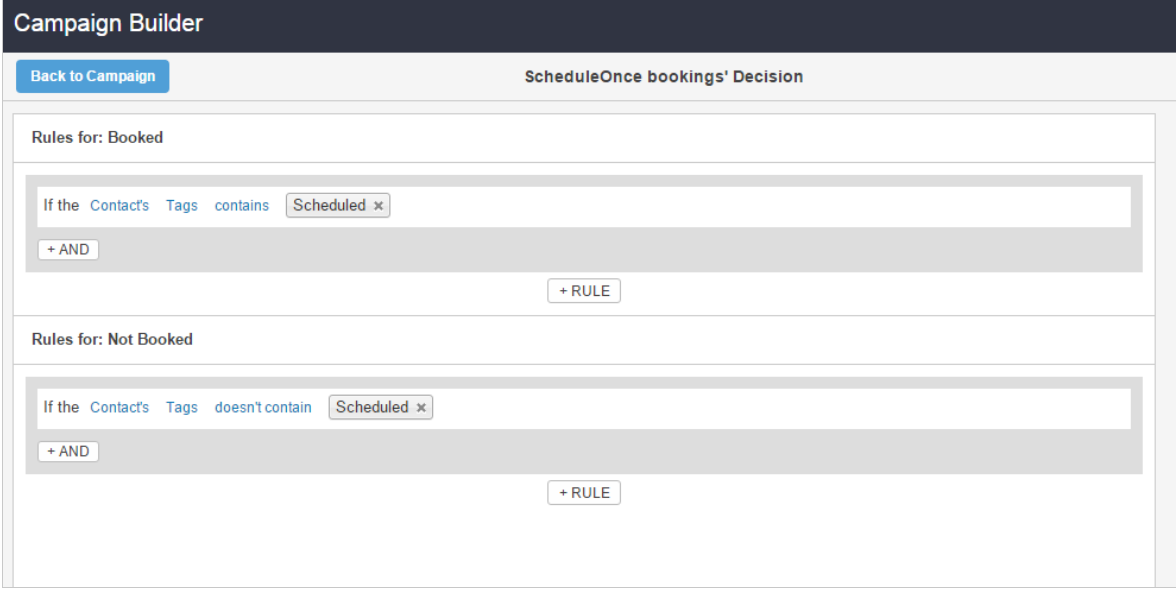 Campaign Builder
Back to Campaign
ScheduleOnce bookings' Decision
Rules for: Booked
If the Contact's Tags contains Scheduled ×
+ AND
+ RULE
Rules for: Not Booked
If the Contact's Tags doesn't contain Scheduled ×
+ AND
+ RULE